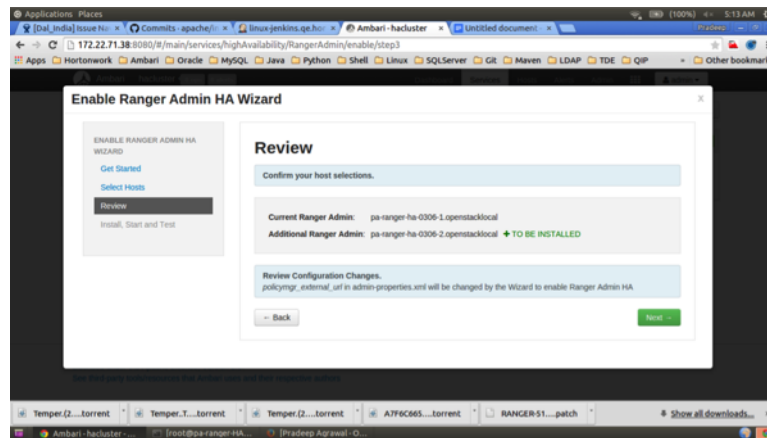 Applications Places
(100%)
5:13 AM
[Dal_India] Issue Na
Commits - apache/
linux-jenkins.qe.ho
Ambari - hacluster
Untitled document -
Pradeep
172.22.71.38:8080/#/main/services/highAvailability/RangerAdmin/enable/step3
Apps Hortonwork Ambari Oracle MySQL Java Python Shell Linux SQLServer Git Maven LDAP TDE QIP » Other bookmar
Ambari hacluster
Services
admin
Enable Ranger Admin HA Wizard
X
ENABLE RANGER ADMIN HA
WIZARD
Get Started
Select Hosts
Review
Install, Start and Test
Review
Confirm your host selections.
Current Ranger Admin: pa-ranger-ha-0306-1.openstacklocal
Additional Ranger Admin: pa-ranger-ha-0306-2.openstacklocal + TO BE INSTALLED
Review Configuration Changes.
policymgr_external_url in admin-properties.xml will be changed by the Wizard to enable Ranger Admin HA
← Back
Next →
Temper.(2....torrent
Temper..T....torrent
Temper.(2....torrent
A7F6C665....torrent
RANGER-51....patch
Show all downloads...
Ambari - hacluster -...
[root@pa-ranger-HA...
[Pradeep Agrawal - O...